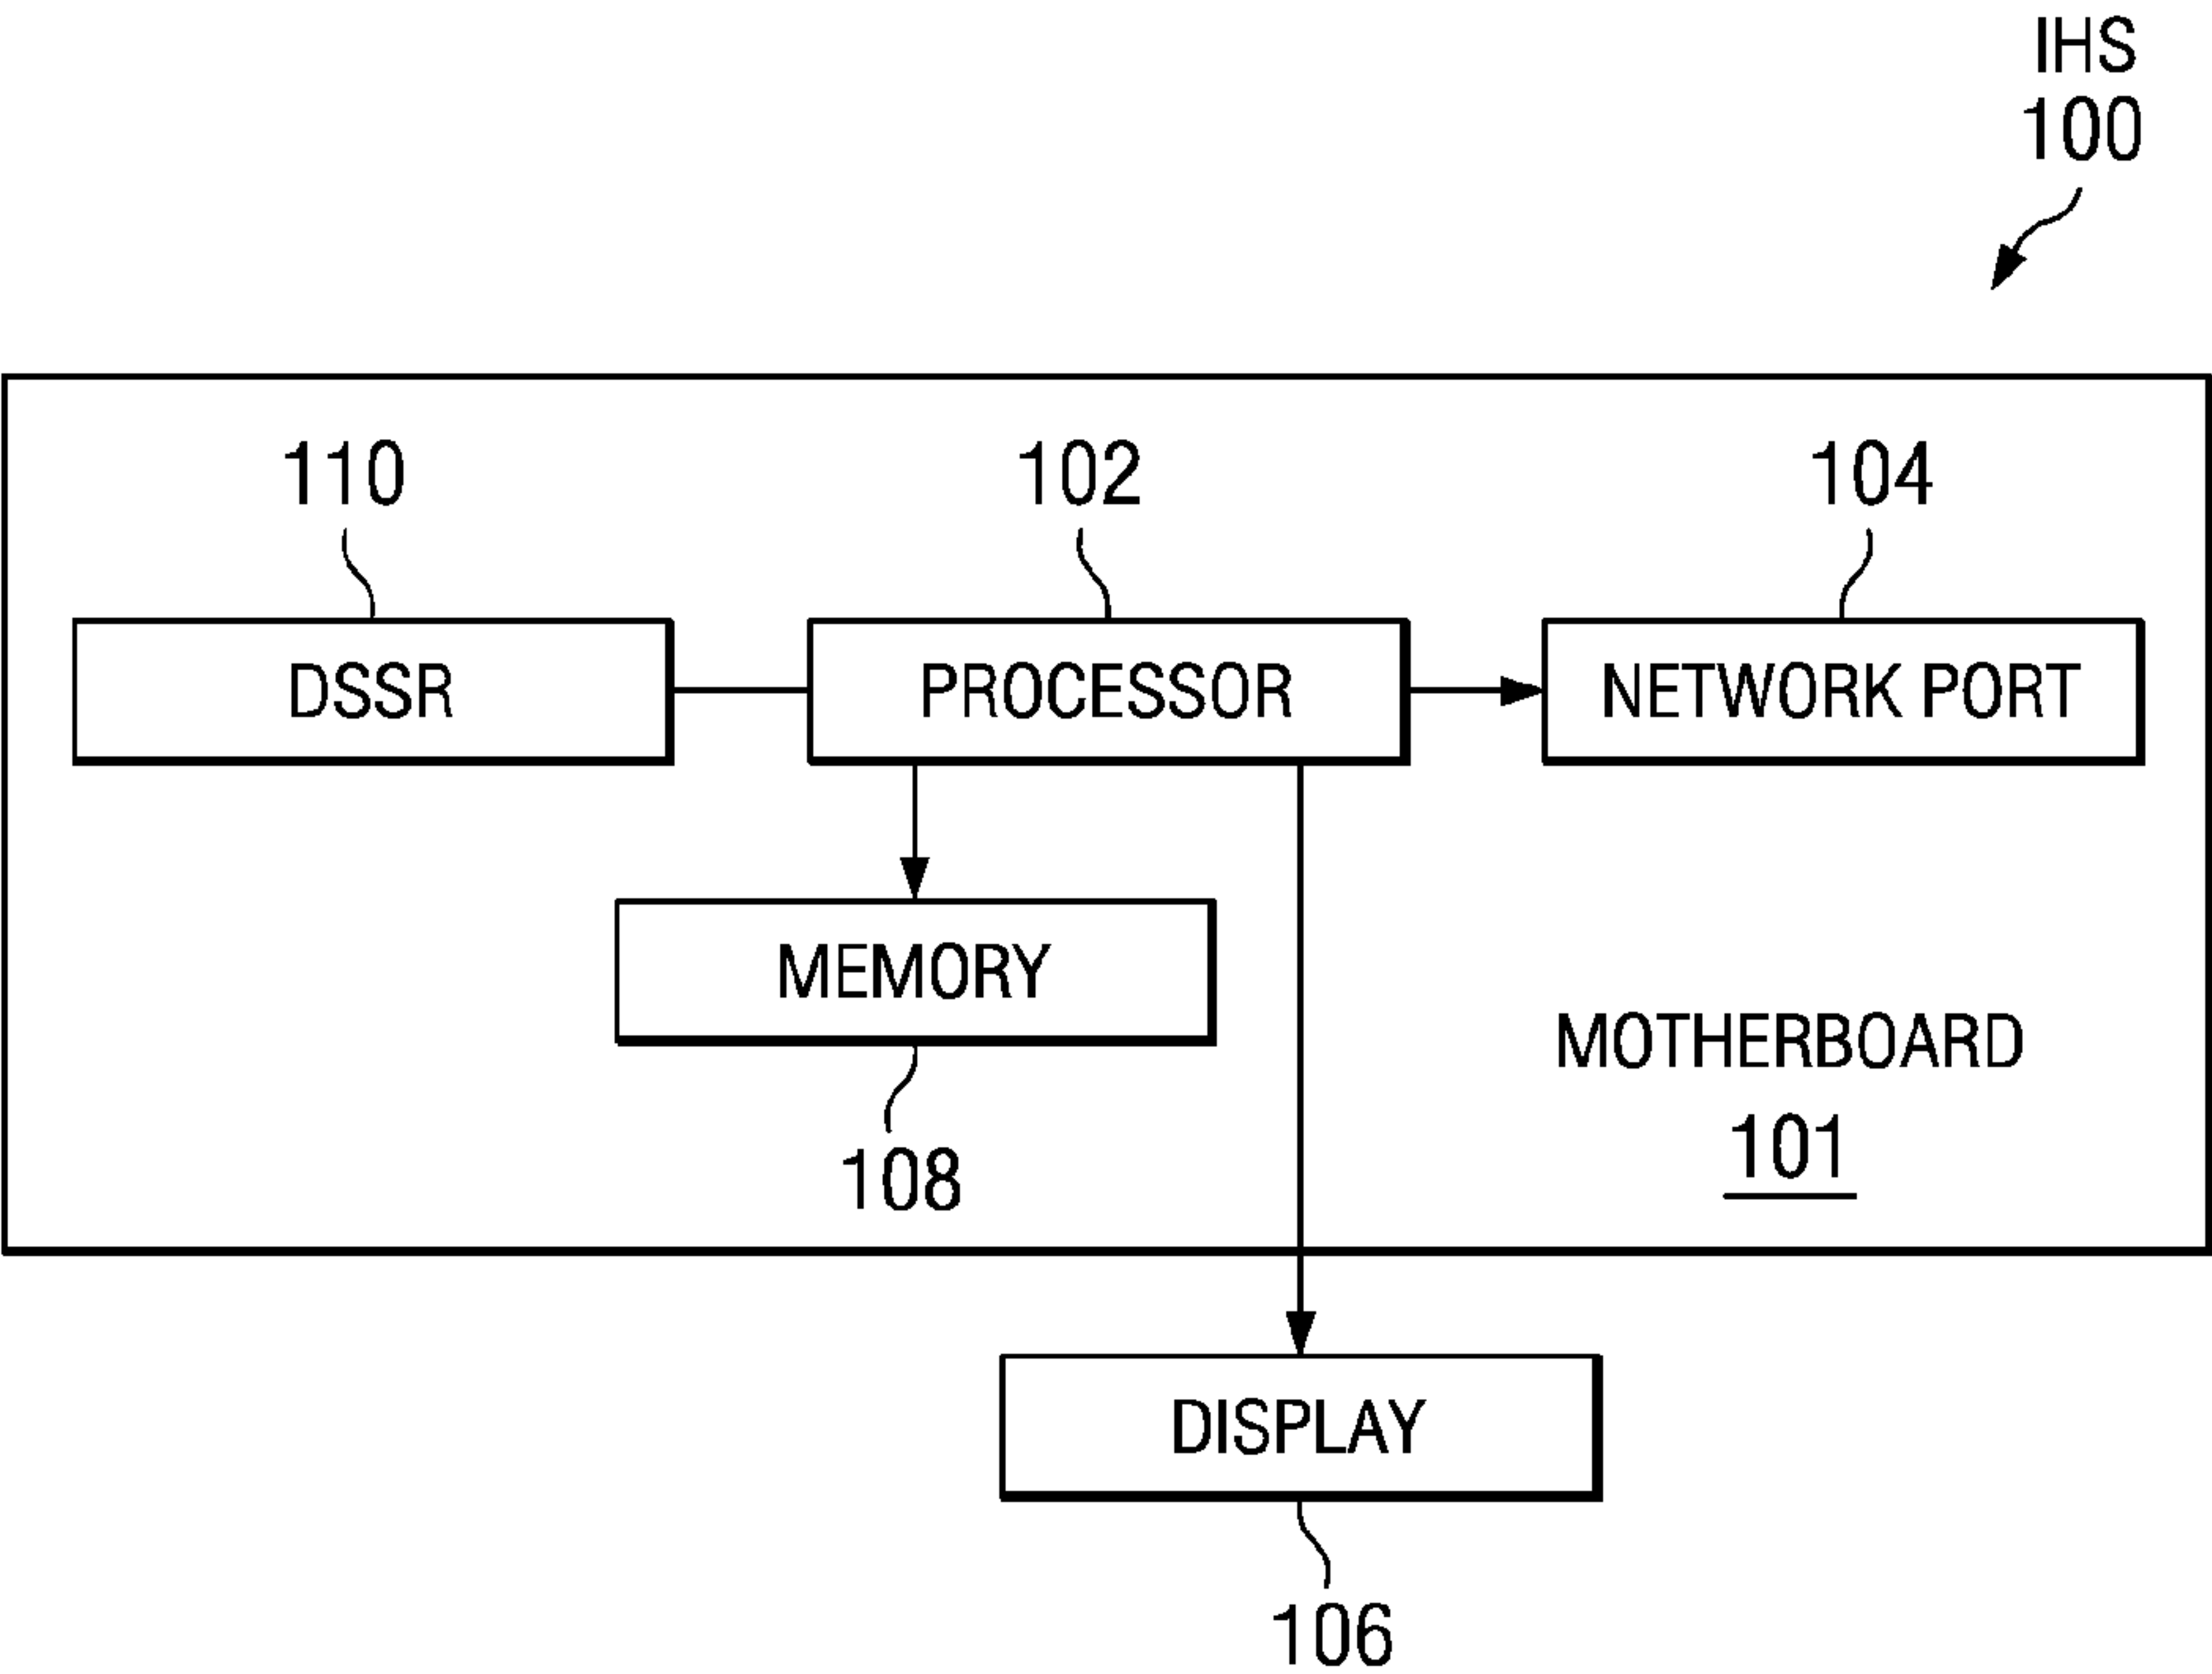 IHS
100
110
102
104
DSSR
PROCESSOR
NETWORK PORT
MEMORY
MOTHERBOARD
101
108
DISPLAY
106